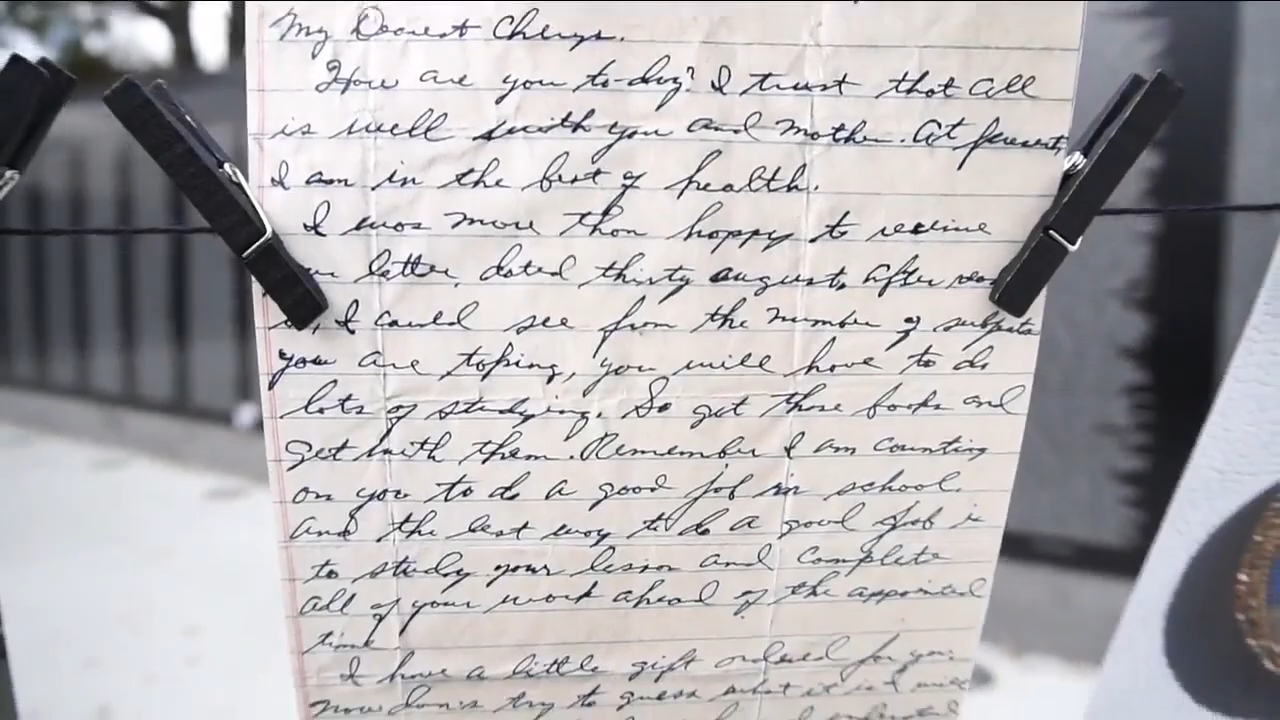 My Dearest Cheryl.
How are you to-day? I trust that all
is well with you and mother. At present,
I am in the best of health.
I was more than happy to receive
letter, dated thirty august. After
I could see from the number of subjects
you are taking, you will have to do
lots of studying. So get those books and
get with them. Remember I am counting
on you to do a good job in school.
And the best way to do a good job is
to study your lesson and complete
all of your work ahead of the appointed
time
I have a little gift ordered for you.
now don't try to guess what it is I will